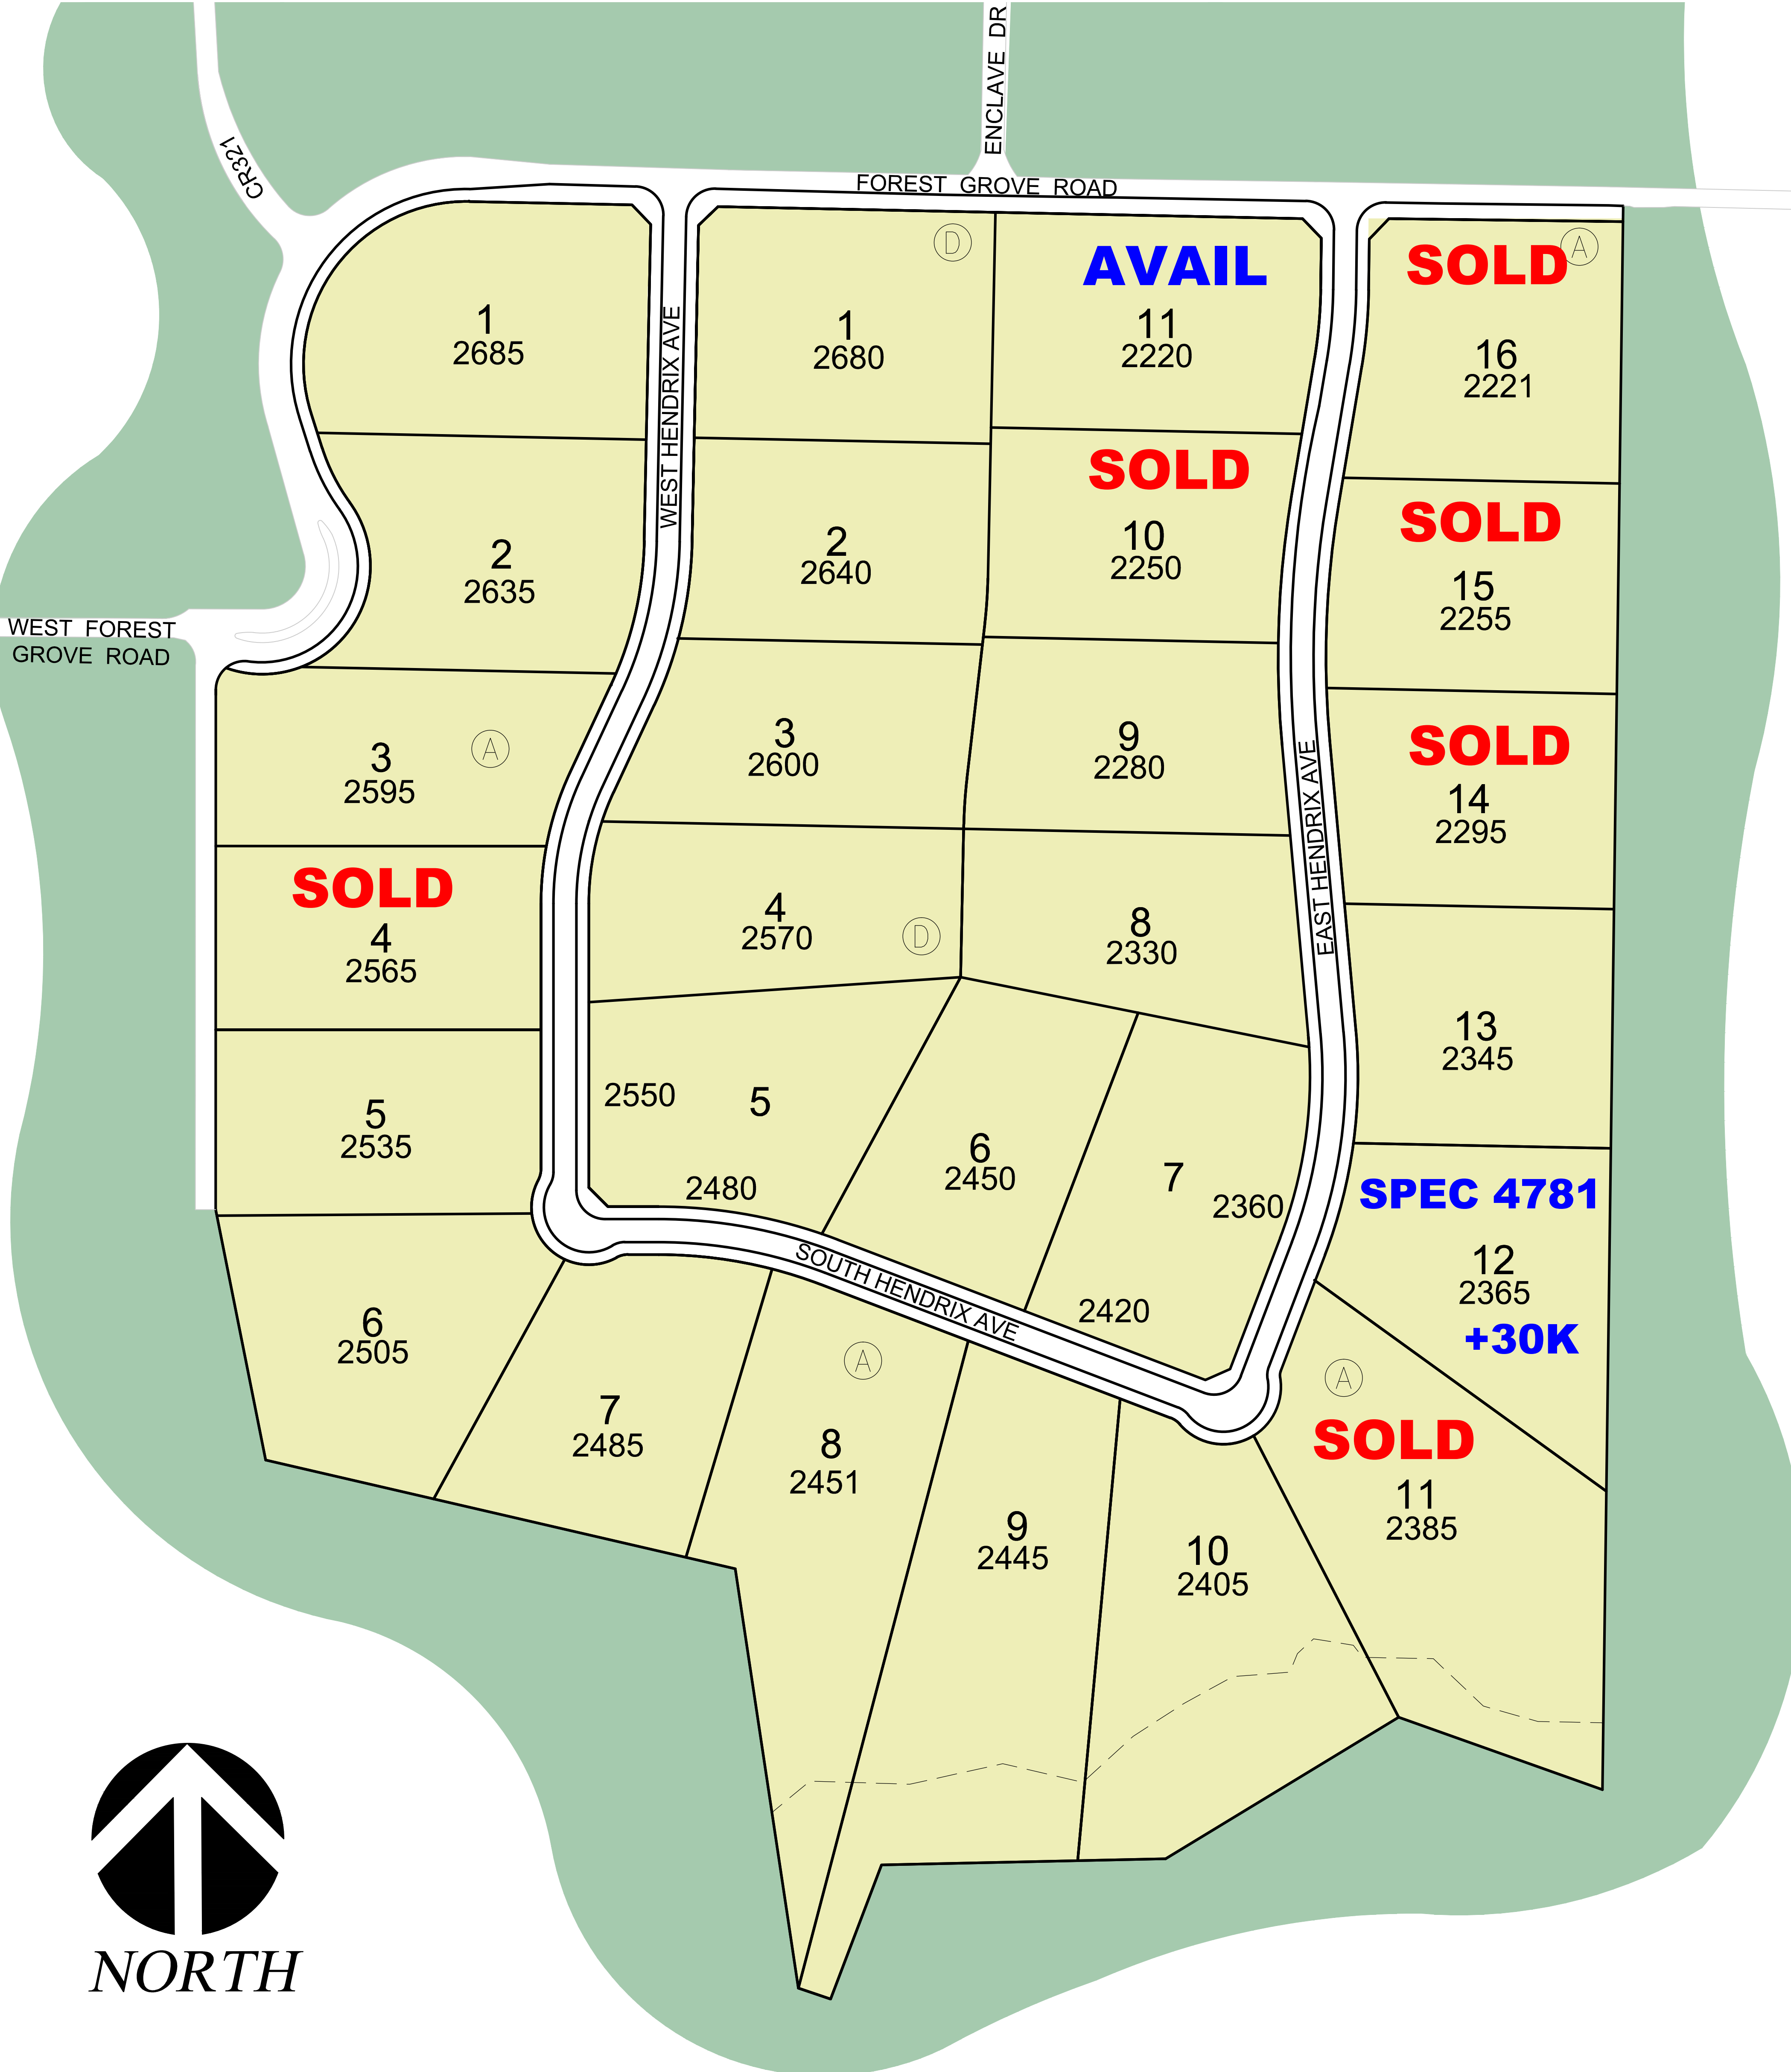 ENCLAVE DR
CR321
FOREST GROVE ROAD
D
AVAIL
SOLD
A
1
2685
1
2680
11
2220
16
2221
WEST HENDRIX AVE
SOLD
SOLD
2
2635
2
2640
10
2250
15
2255
WEST FOREST
GROVE ROAD
3
2595
A
3
2600
9
2280
SOLD
14
2295
EAST HENDRIX AVE
SOLD
4
2565
4
2570
D
8
2330
13
2345
5
2535
2550
5
2480
6
2450
7
2360
2420
SPEC 4781
12
2365
+30K
SOUTH HENDRIX AVE
6
2505
7
2485
A
8
2451
9
2445
10
2405
A
SOLD
11
2385
NORTH